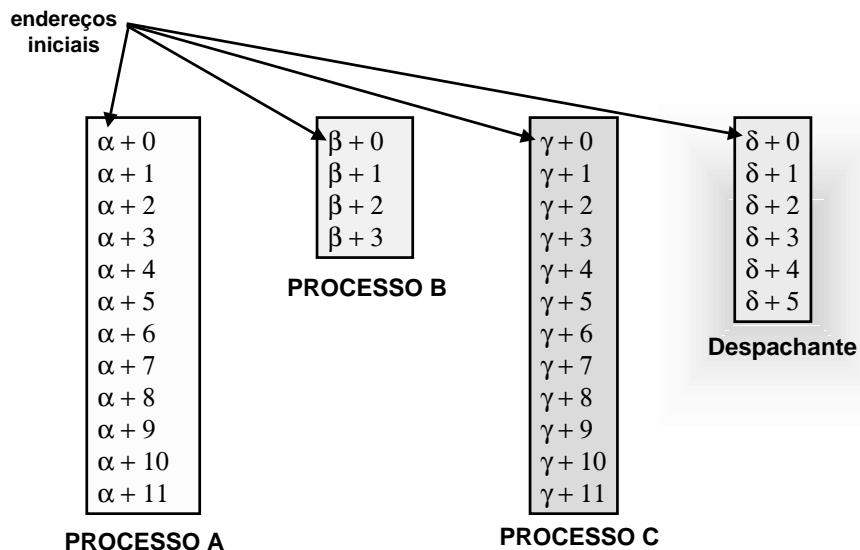 endereços
iniciais
α + 0
α + 1
α + 2
α + 3
α + 4
α + 5
α + 6
α + 7
α + 8
α + 9
α + 10
α + 11
PROCESSO A
β + 0
β + 1
β + 2
β + 3
PROCESSO B
γ + 0
γ + 1
γ + 2
γ + 3
γ + 4
γ + 5
γ + 6
γ + 7
γ + 8
γ + 9
γ + 10
γ + 11
PROCESSO C
δ + 0
δ + 1
δ + 2
δ + 3
δ + 4
δ + 5
Despachante